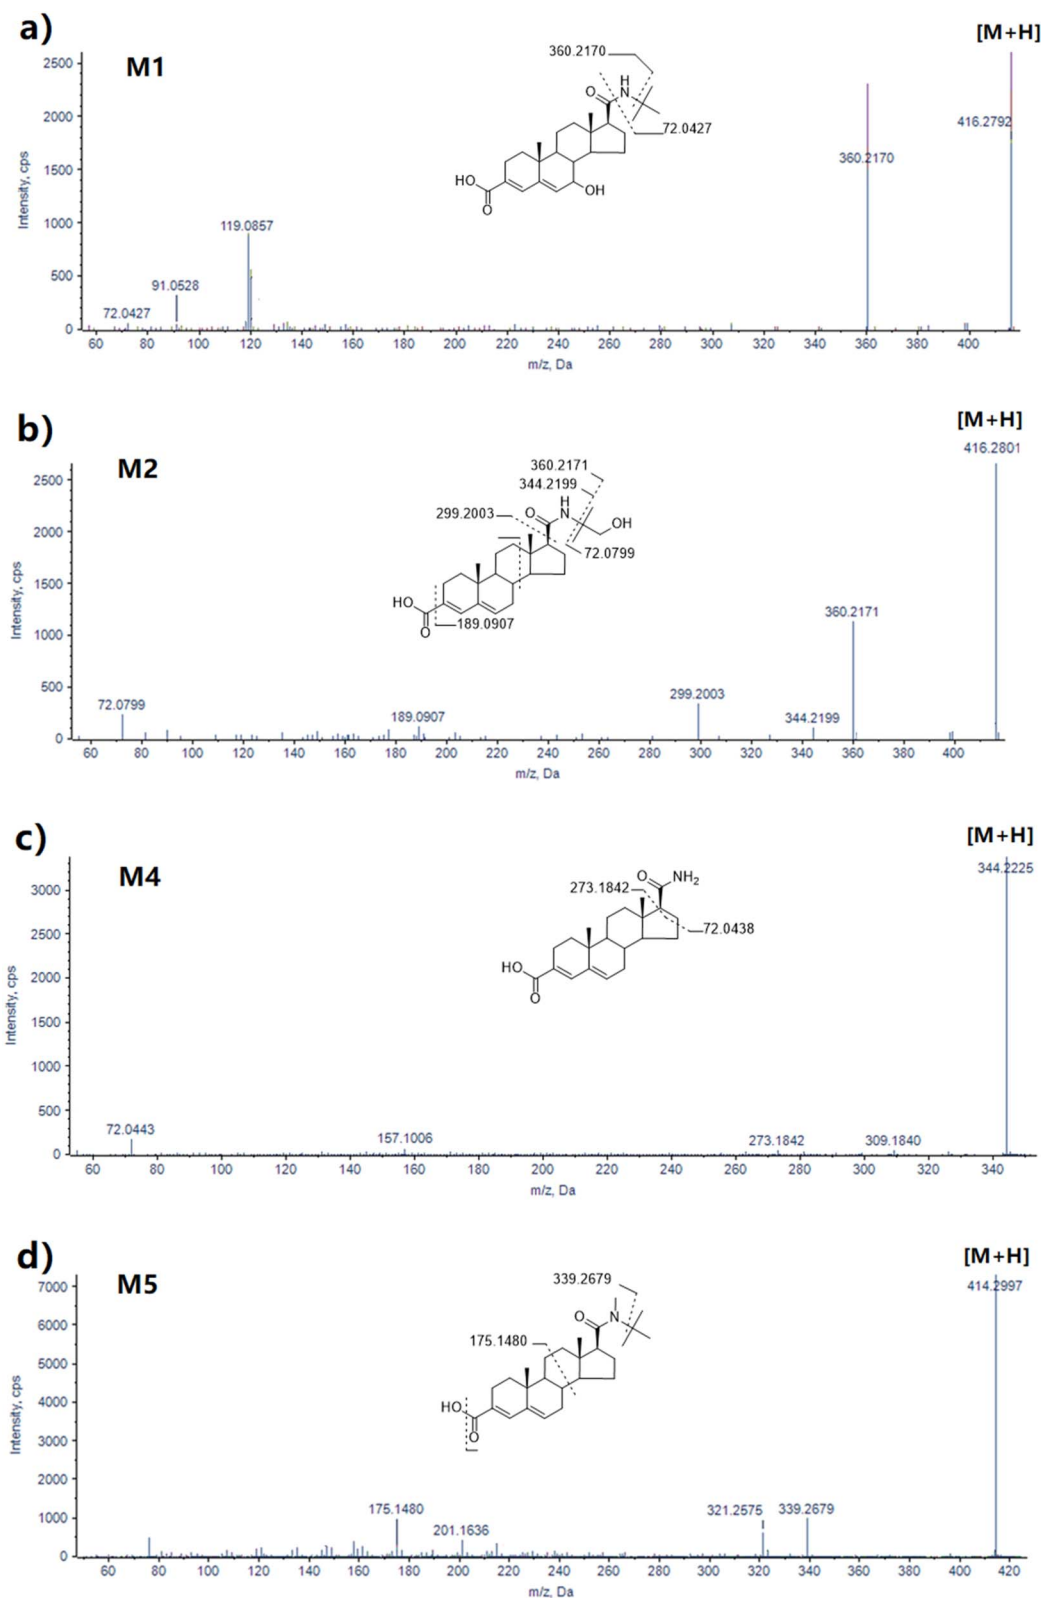 a)
[M+H]
M1
360.2170
H
N
O
72.0427
HO
O
OH
416.2792
360.2170
119.0857
91.0528
72.0427
Intensity, cps
2500
2000
1500
1000
500
0
60 80 100 120 140 160 180 200 220 240 260 280 300 320 340 360 380 400
m/z, Da
b)
[M+H]
M2
416.2801
360.2171
344.2199
H
N
O
OH
299.2003
72.0799
HO
O
189.0907
360.2171
299.2003
344.2199
72.0799
189.0907
Intensity, cps
2500
2000
1500
1000
500
0
60 80 100 120 140 160 180 200 220 240 260 280 300 320 340 360 380 400
m/z, Da
c)
[M+H]
M4
344.2225
O
NH2
273.1842
72.0438
HO
O
72.0443
157.1006
273.1842
309.1840
Intensity, cps
3000
2500
2000
1500
1000
500
0
60 80 100 120 140 160 180 200 220 240 260 280 300 320 340
m/z, Da
d)
[M+H]
M5
414.2997
339.2679
O
N
175.1480
HO
O
175.1480
201.1636
321.2575
339.2679
Intensity, cps
7000
6000
5000
4000
3000
2000
1000
0
60 80 100 120 140 160 180 200 220 240 260 280 300 320 340 360 380 400 420
m/z, Da